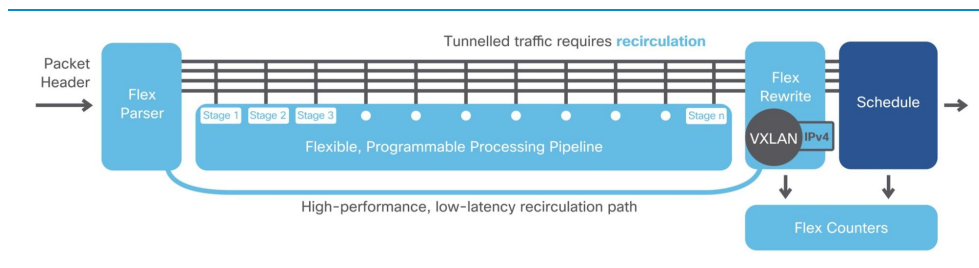 Tunnelled traffic requires recirculation
Packet
Header
Flex
Parser
Stage 1
Stage 2
Stage 3
Stage n
Flexible, Programmable Processing Pipeline
Flex
Rewrite
VXLAN
IPv4
Schedule
High-performance, low-latency recirculation path
Flex Counters